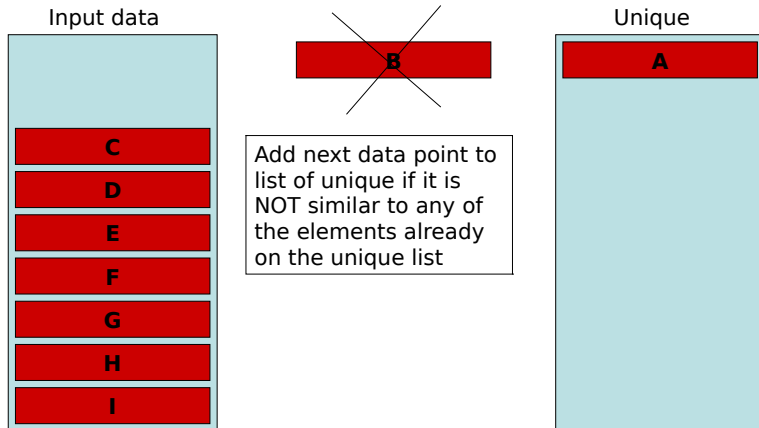 Input data
Unique
B
A
C
D
E
F
G
H
I
Add next data point to
list of unique if it is
NOT similar to any of
the elements already
on the unique list